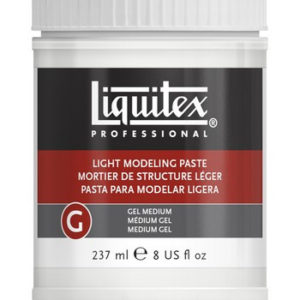 Liquitex®
PROFESSIONAL
LIGHT MODELING PASTE
MORTIER DE STRUCTURE LÉGER
PASTA PARA MODELAR LIGERA
G
GEL MEDIUM
MÉDIUM GEL
MEDIUM GEL
237 ml e 8 US fl oz